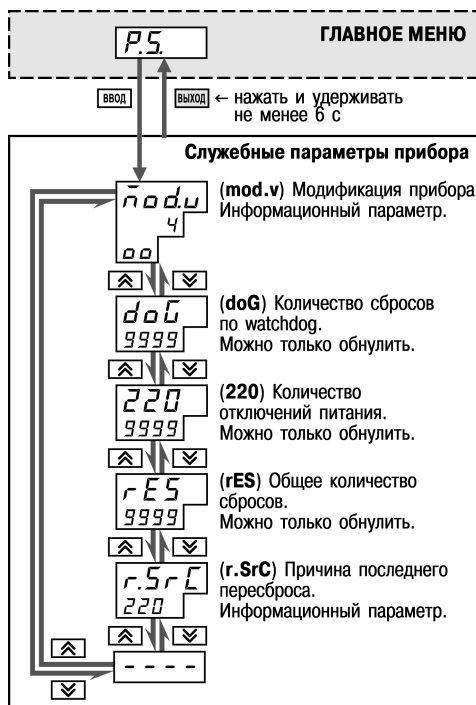 P.S.
ГЛАВНОЕ МЕНЮ
ВВОД
ВЫХОД ← нажать и удерживать
не менее 6 с
Служебные параметры прибора
mod.v
4
oo
(mod.v) Модификация прибора
Информационный параметр.
doG
9999
(doG) Количество сбросов
по watchdog.
Можно только обнулить.
220
9999
(220) Количество
отключений питания.
Можно только обнулить.
rES
9999
(rES) Общее количество
сбросов.
Можно только обнулить.
r.SrC
220
(r.SrC) Причина последнего
пересброса.
Информационный параметр.
- - - -